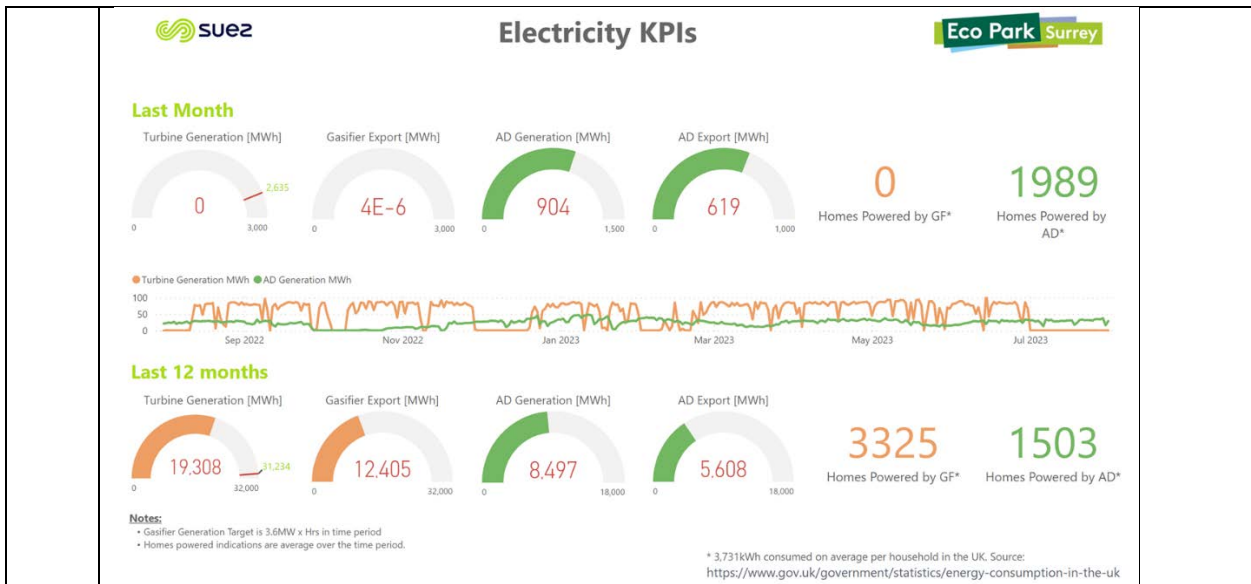 suez
Electricity KPIs
Eco Park Surrey
Last Month
Turbine Generation [MWh]
Gasifier Export [MWh]
AD Generation [MWh]
AD Export [MWh]
2,635
0
4E-6
904
619
0
1989
0
3,000
0
3,000
0
1,500
0
1,000
Homes Powered by GF*
Homes Powered by
AD*
Turbine Generation MWh AD Generation MWh
100
50
0
Sep 2022
Nov 2022
Jan 2023
Mar 2023
May 2023
Jul 2023
Last 12 months
Turbine Generation [MWh]
Gasifier Export [MWh]
AD Generation [MWh]
AD Export [MWh]
19,308
31,234
12,405
8,497
5,608
3325
1503
0
32,000
0
32,000
0
18,000
0
18,000
Homes Powered by GF*
Homes Powered by AD*
Notes:
• Gasifier Generation Target is 3.6MW x Hrs in time period
• Homes powered indications are average over the time period.
* 3,731kWh consumed on average per household in the UK. Source:
https://www.gov.uk/government/statistics/energy-consumption-in-the-uk